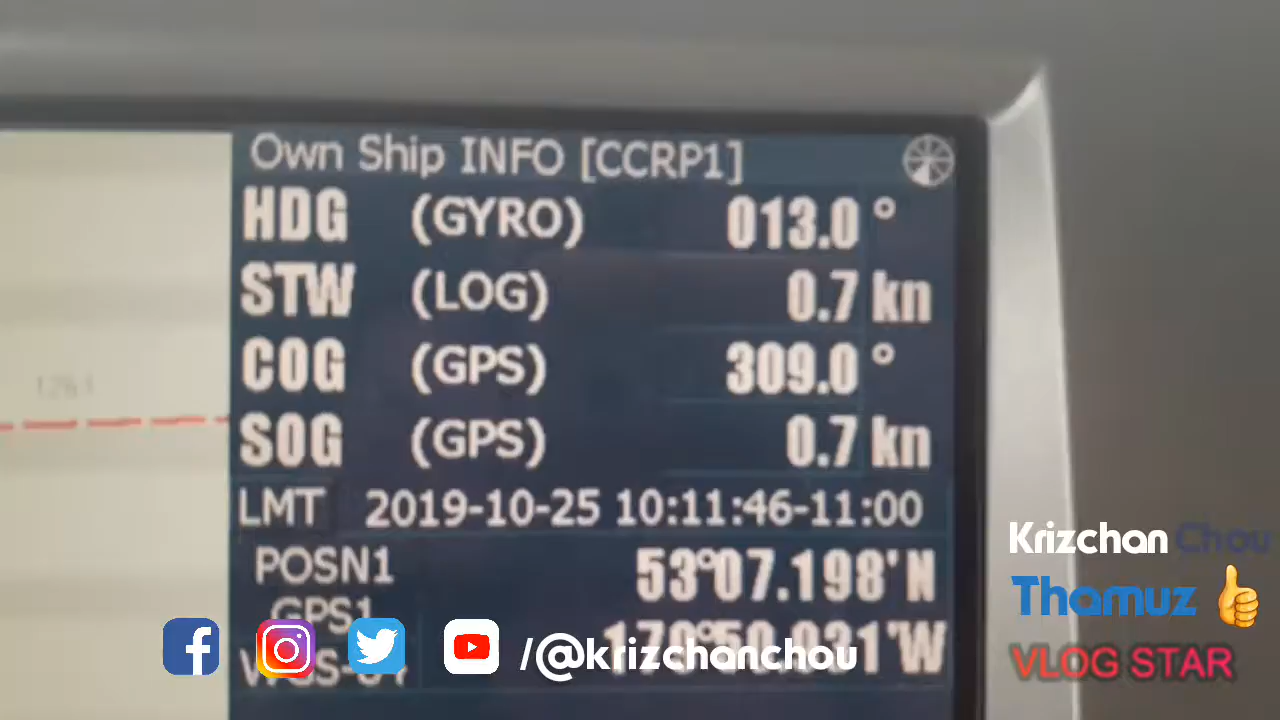 Own Ship INFO [CCRP1]
HDG (GYRO) 013.0 °
STW (LOG) 0.7 kn
COG (GPS) 309.0 °
SOG (GPS) 0.7 kn
LMT 2019-10-25 10:11:46-11:00
POSN1 53°07.198'N
GPS1
/@krizchanchou
Krizchan Chou
Thamuz
VLOG STAR